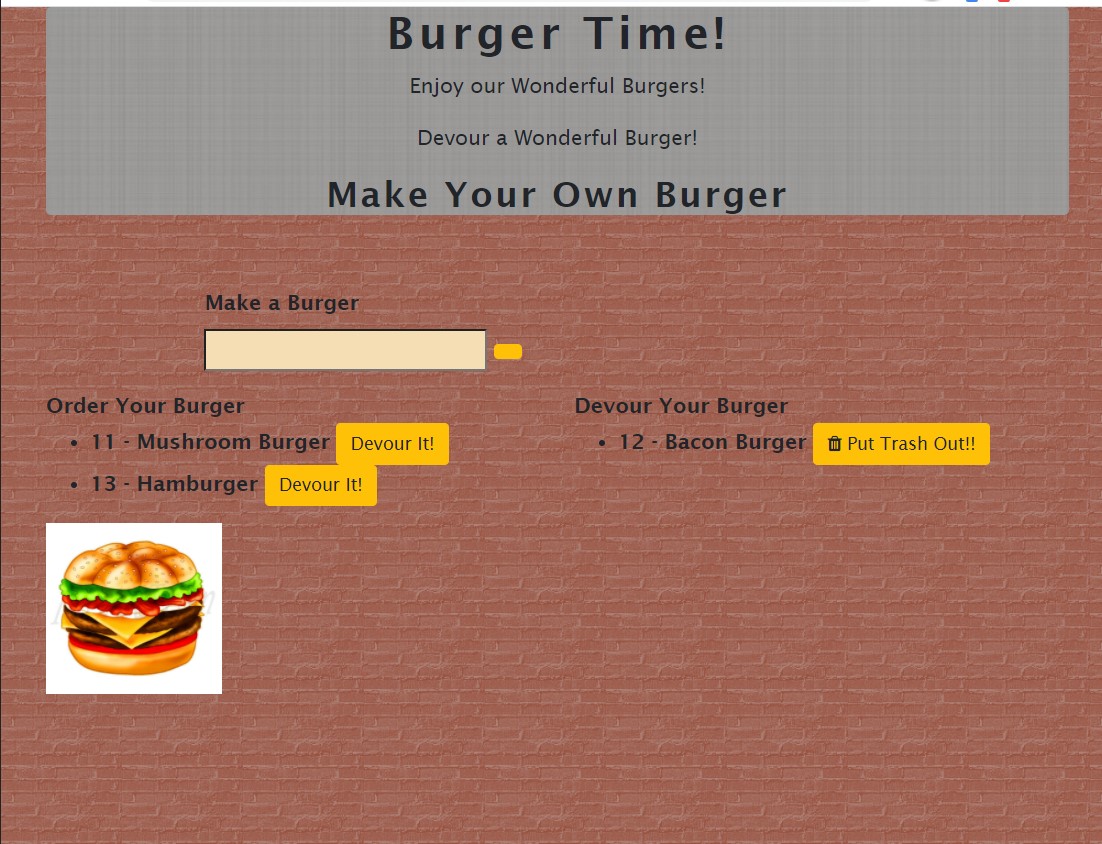 Burger Time!
Enjoy our Wonderful Burgers!
Devour a Wonderful Burger!
Make Your Own Burger
Make a Burger
Order Your Burger
11 - Mushroom Burger Devour It!
13 - Hamburger Devour It!
Devour Your Burger
12 - Bacon Burger Put Trash Out!!